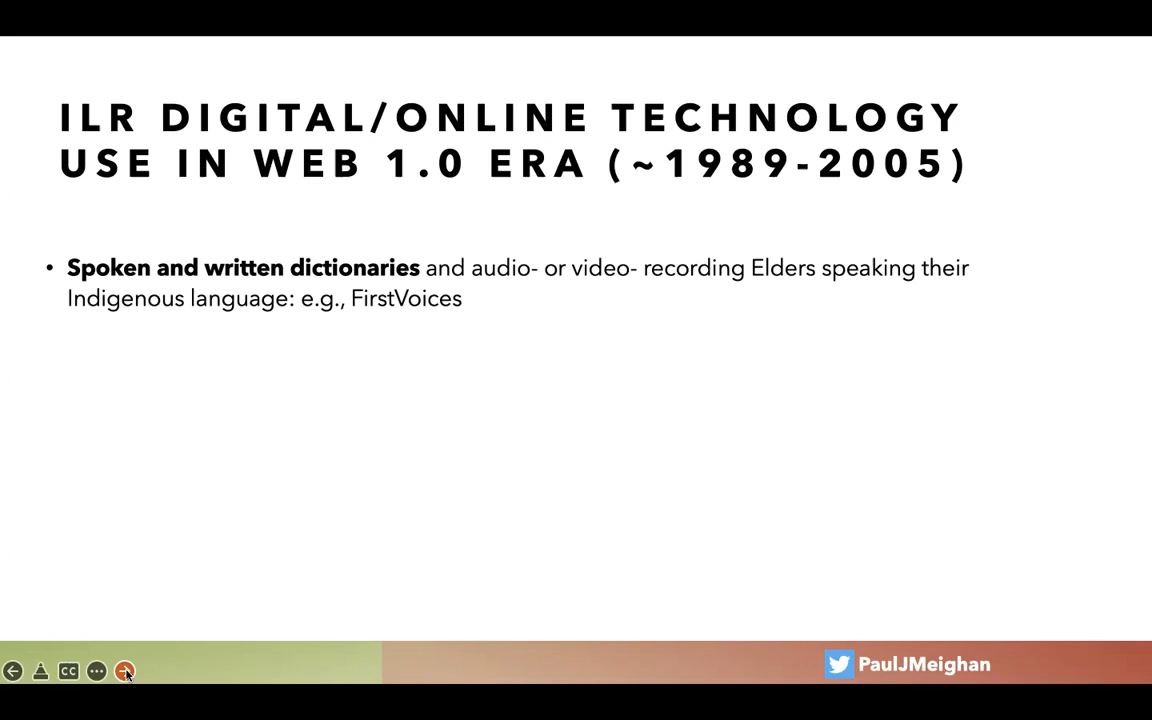 ILR DIGITAL/ONLINE TECHNOLOGY
USE IN WEB 1.0 ERA (~1989-2005)
• Spoken and written dictionaries and audio- or video- recording Elders speaking their
Indigenous language: e.g., FirstVoices
CC
PaulJMeighan